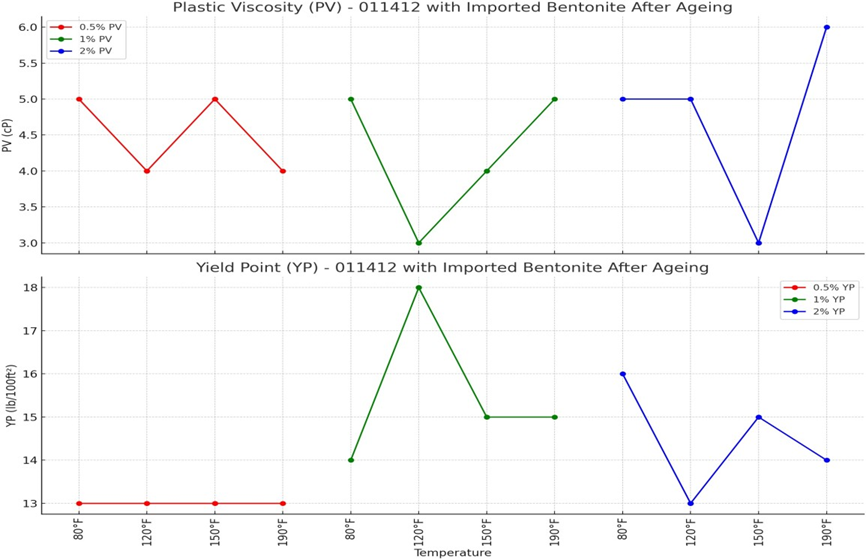 Plastic Viscosity (PV) - 011412 with Imported Bentonite After Ageing
0.5% PV
1% PV
2% PV
6.0
5.5
5.0
4.5
4.0
3.5
3.0
PV (cP)
Yield Point (YP) - 011412 with Imported Bentonite After Ageing
0.5% YP
1% YP
2% YP
18
17
16
15
14
13
YP (lb/100ft²)
80°F
120°F
150°F
190°F
80°F
120°F
150°F
190°F
80°F
120°F
150°F
190°F
Temperature